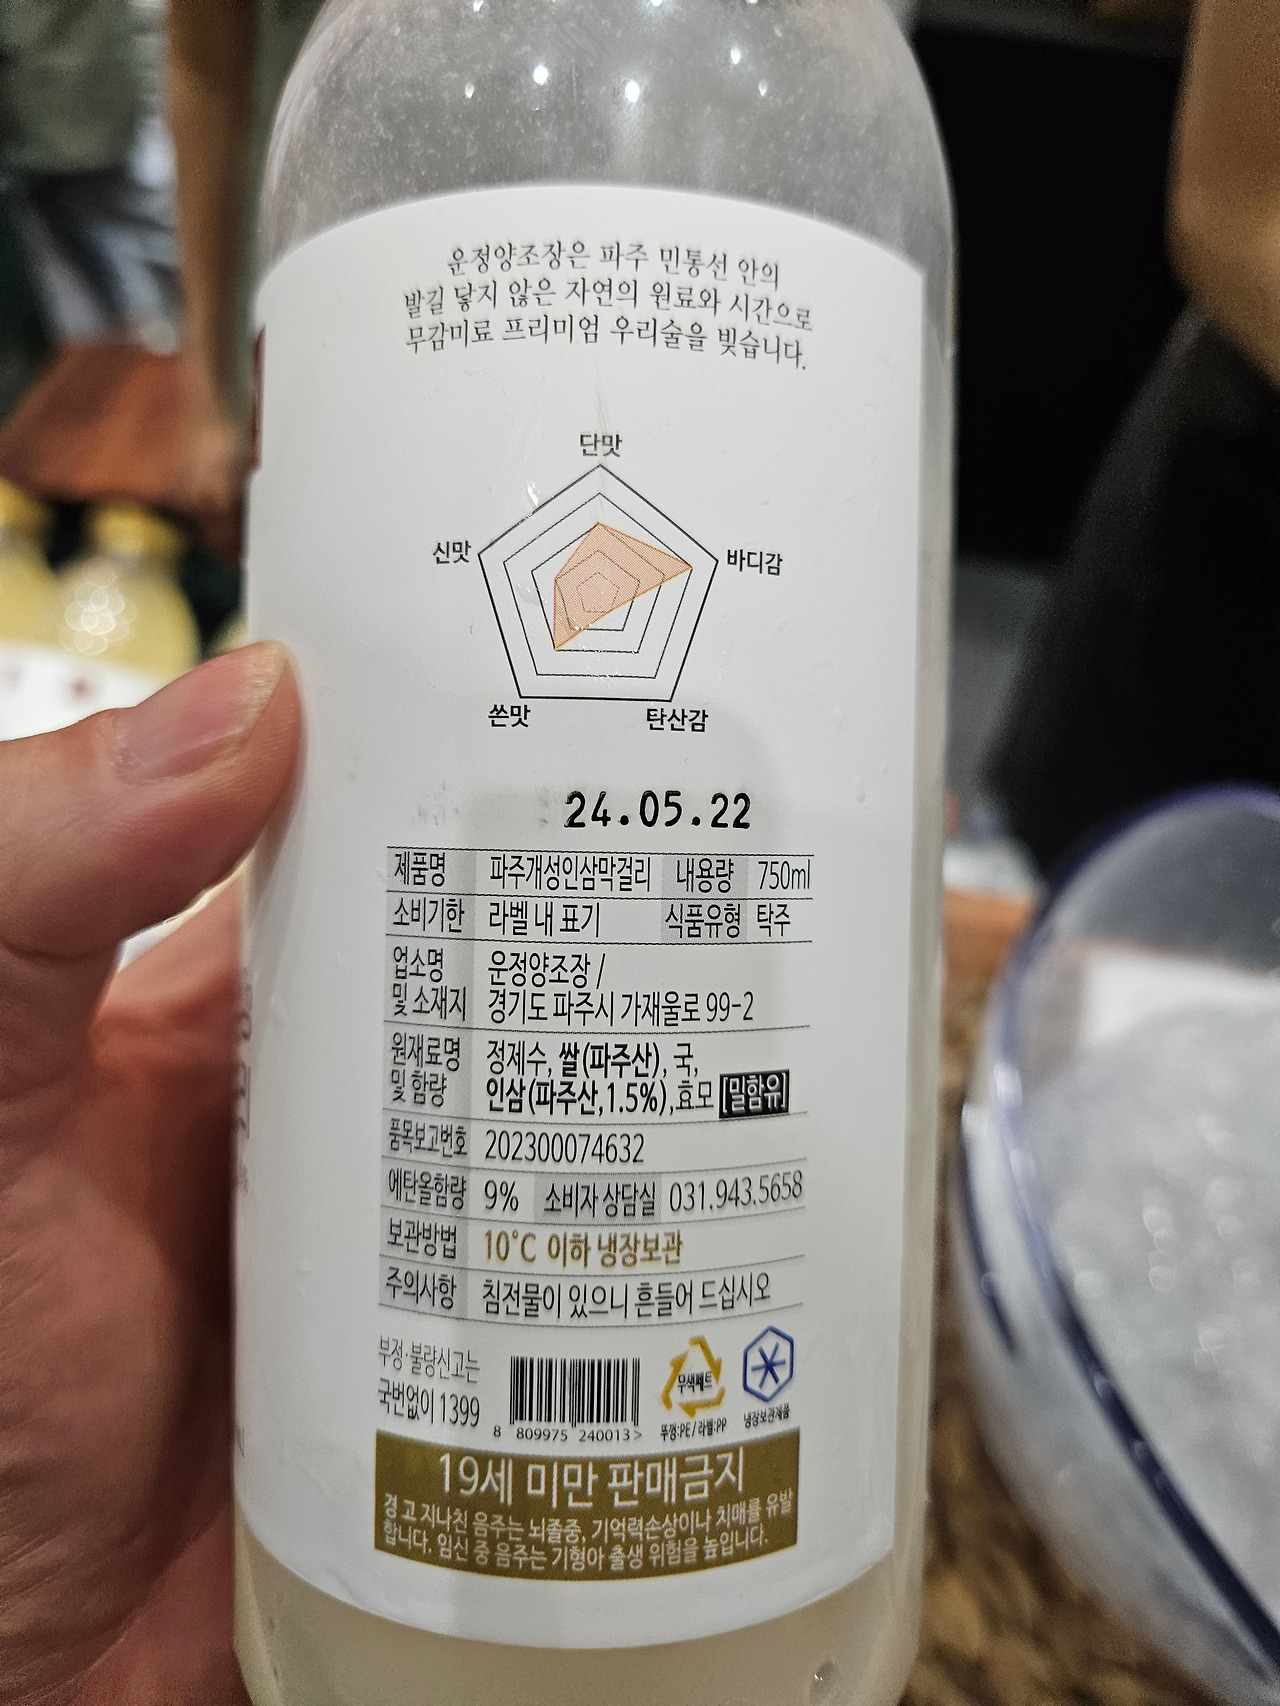 운정양조장은 파주 민통선 안의
발길 닿지 않은 자연의 원료와 시간으로
무감미료 프리미엄 우리술을 빚습니다.
단맛
신맛
바디감
쓴맛
탄산감
24.05.22
제품명 파주개성인삼막걸리 내용량 750ml
소비기한 라벨 내 표기 식품유형 탁주
업소명 운정양조장 /
및 소재지 경기도 파주시 가재울로 99-2
원재료명 정제수, 쌀(파주산), 국,
및 함량 인삼(파주산,1.5%),효모 [밀함유]
품목보고번호 202300074632
에탄올함량 9% 소비자 상담실 031.943.5658
보관방법 10°C 이하 냉장보관
주의사항 침전물이 있으니 흔들어 드십시오
부정·불량신고는
국번없이 1399
8 809975 240013>
무색페트
뚜껑:PE/라벨:PP
냉장보관제품
19세 미만 판매금지
경고 지나친 음주는 뇌졸중, 기억력손상이나 치매를 유발
합니다. 임신 중 음주는 기형아 출생 위험을 높입니다.